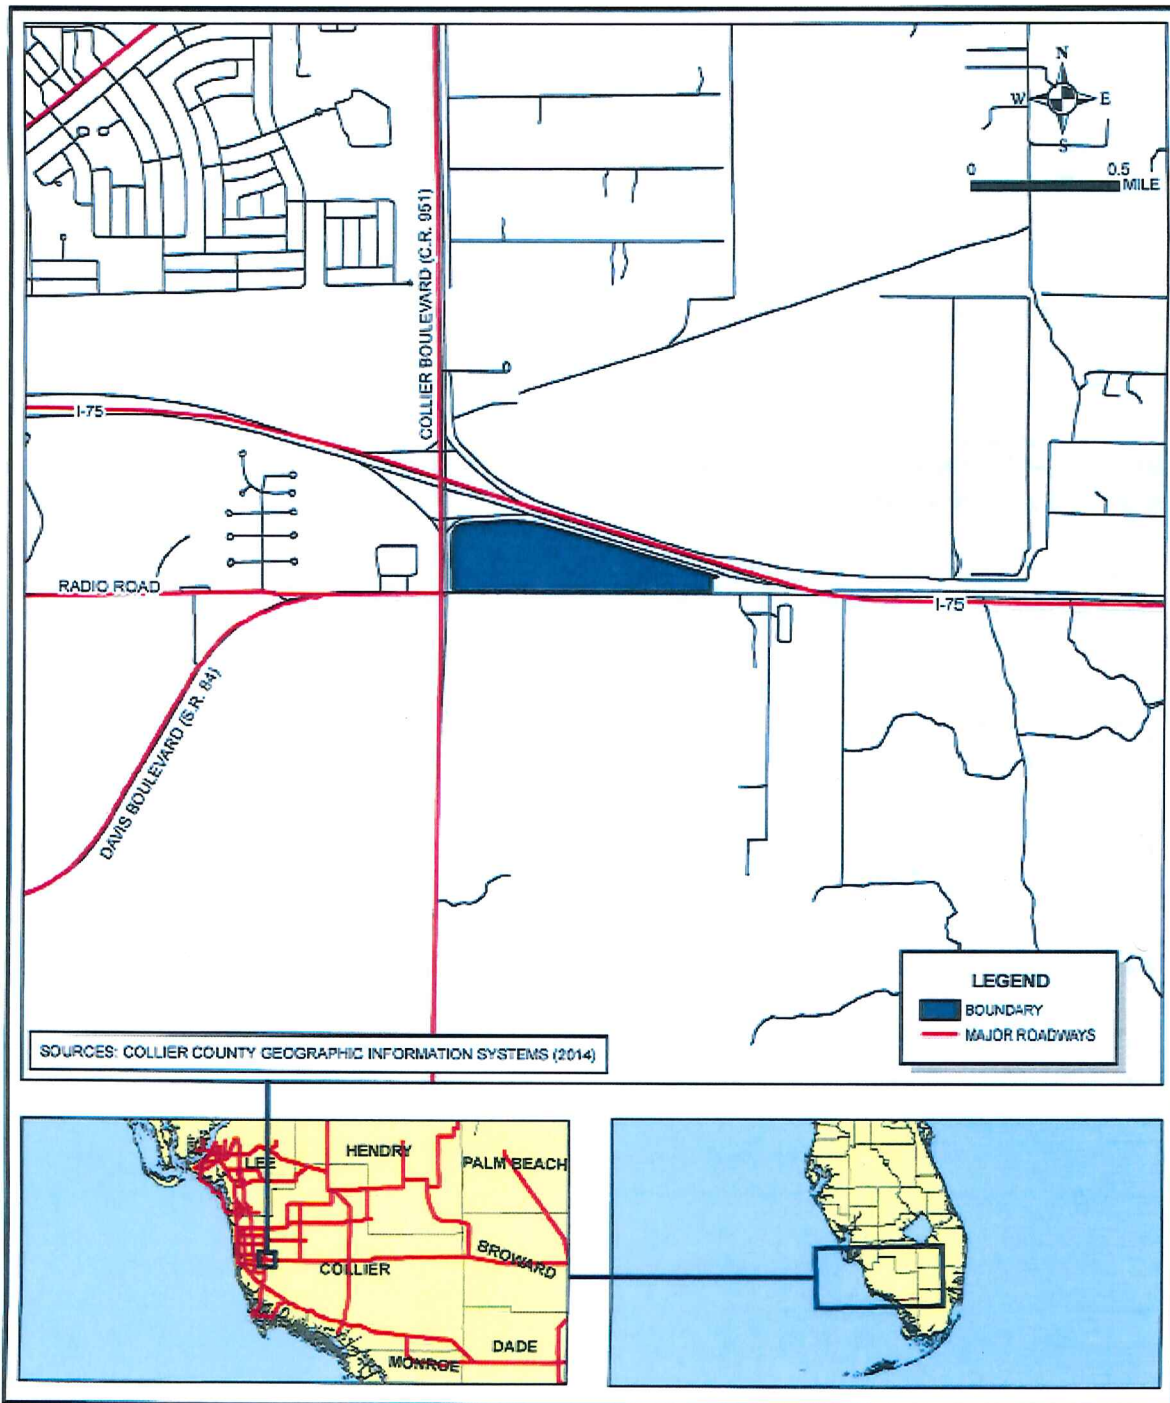 N
W E
S
0 0.5
MILE
COLLIER BOULEVARD (C.R. 951)
I-75
RADIO ROAD
I-75
DAVIS BOULEVARD (S.R. 84)
LEGEND
BOUNDARY
MAJOR ROADWAYS
SOURCES: COLLIER COUNTY GEOGRAPHIC INFORMATION SYSTEMS (2014)
LEE
HENDRY
PALM BEACH
BROWARD
COLLIER
DADE
MONROE